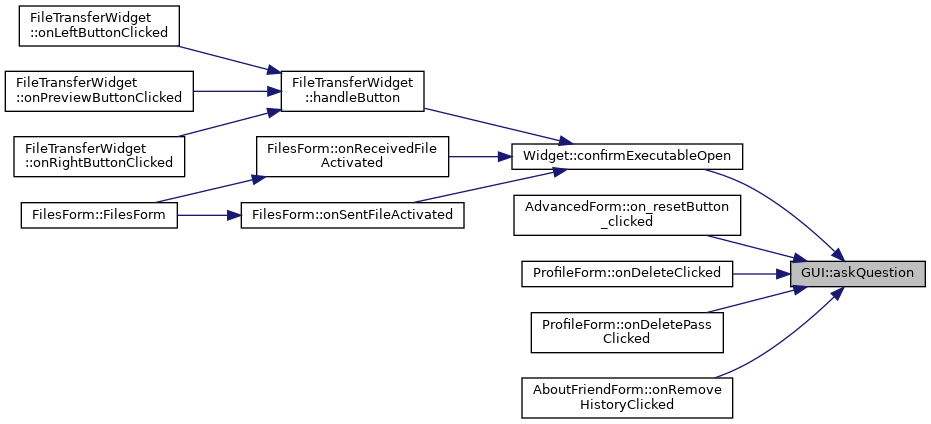 FileTransferWidget
::onLeftButtonClicked
FileTransferWidget
::onPreviewButtonClicked
FileTransferWidget
::onRightButtonClicked
FilesForm::FilesForm
FileTransferWidget
::handleButton
FilesForm::onReceivedFile
Activated
FilesForm::onSentFileActivated
Widget::confirmExecutableOpen
AdvancedForm::on_resetButton
_clicked
ProfileForm::onDeleteClicked
ProfileForm::onDeletePass
Clicked
AboutFriendForm::onRemove
HistoryClicked
GUI::askQuestion